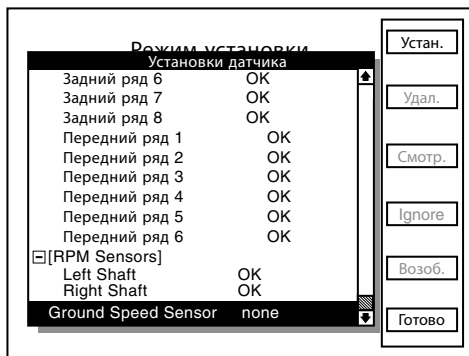 Режим установки
Установки датчика
Задний ряд 6 OK
Задний ряд 7 OK
Задний ряд 8 OK
Передний ряд 1 OK
Передний ряд 2 OK
Передний ряд 3 OK
Передний ряд 4 OK
Передний ряд 5 OK
Передний ряд 6 OK
[RPM Sensors]
Left Shaft OK
Right Shaft OK
Ground Speed Sensor none
Устан.
Удал.
Смотр.
Ignore
Возоб.
Готово